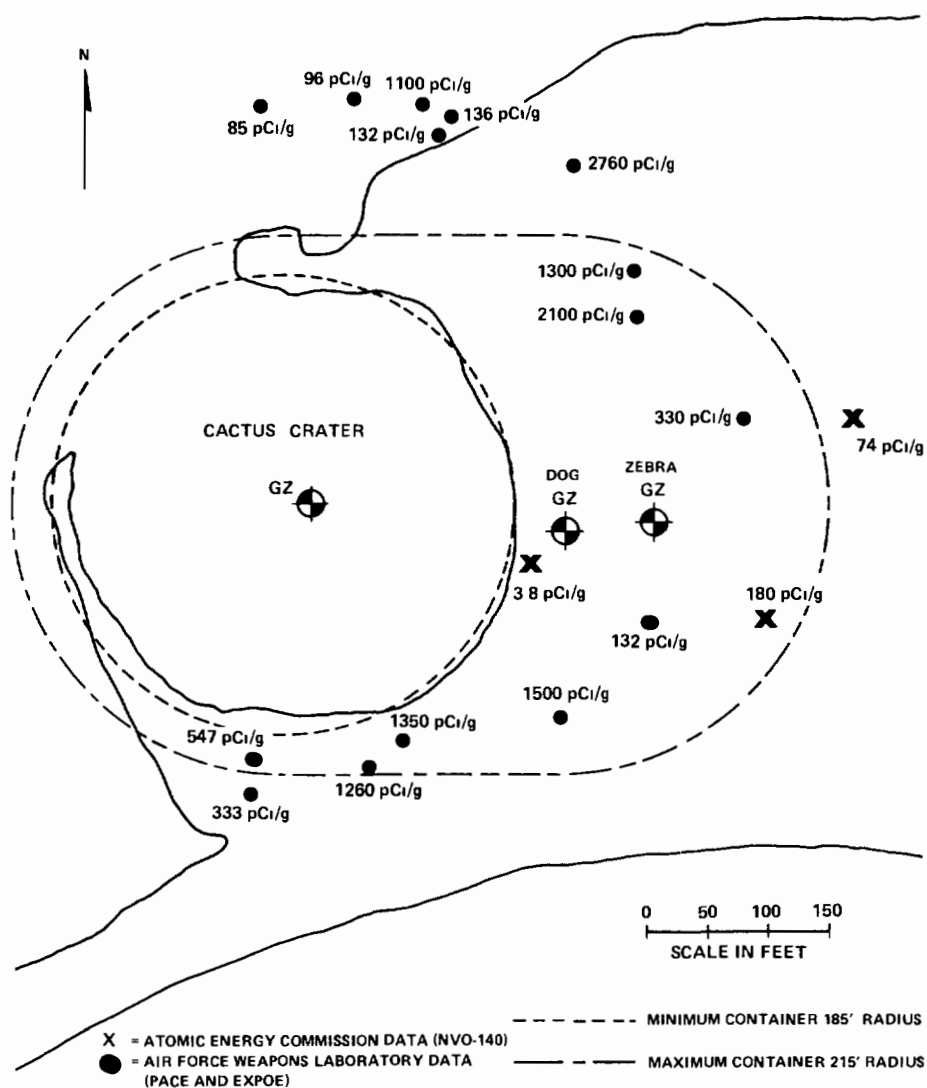 N
96 pCi/g
1100 pCi/g
85 pCi/g
136 pCi/g
132 pCi/g
2760 pCi/g
1300 pCi/g
2100 pCi/g
330 pCi/g
74 pCi/g
CACTUS CRATER
GZ
DOG
GZ
ZEBRA
GZ
3 8 pCi/g
180 pCi/g
132 pCi/g
1500 pCi/g
1350 pCi/g
547 pCi/g
1260 pCi/g
333 pCi/g
0 50 100 150
SCALE IN FEET
X = ATOMIC ENERGY COMMISSION DATA (NVO-140)
= AIR FORCE WEAPONS LABORATORY DATA
(PACE AND EXPOE)
MINIMUM CONTAINER 185' RADIUS
MAXIMUM CONTAINER 215' RADIUS